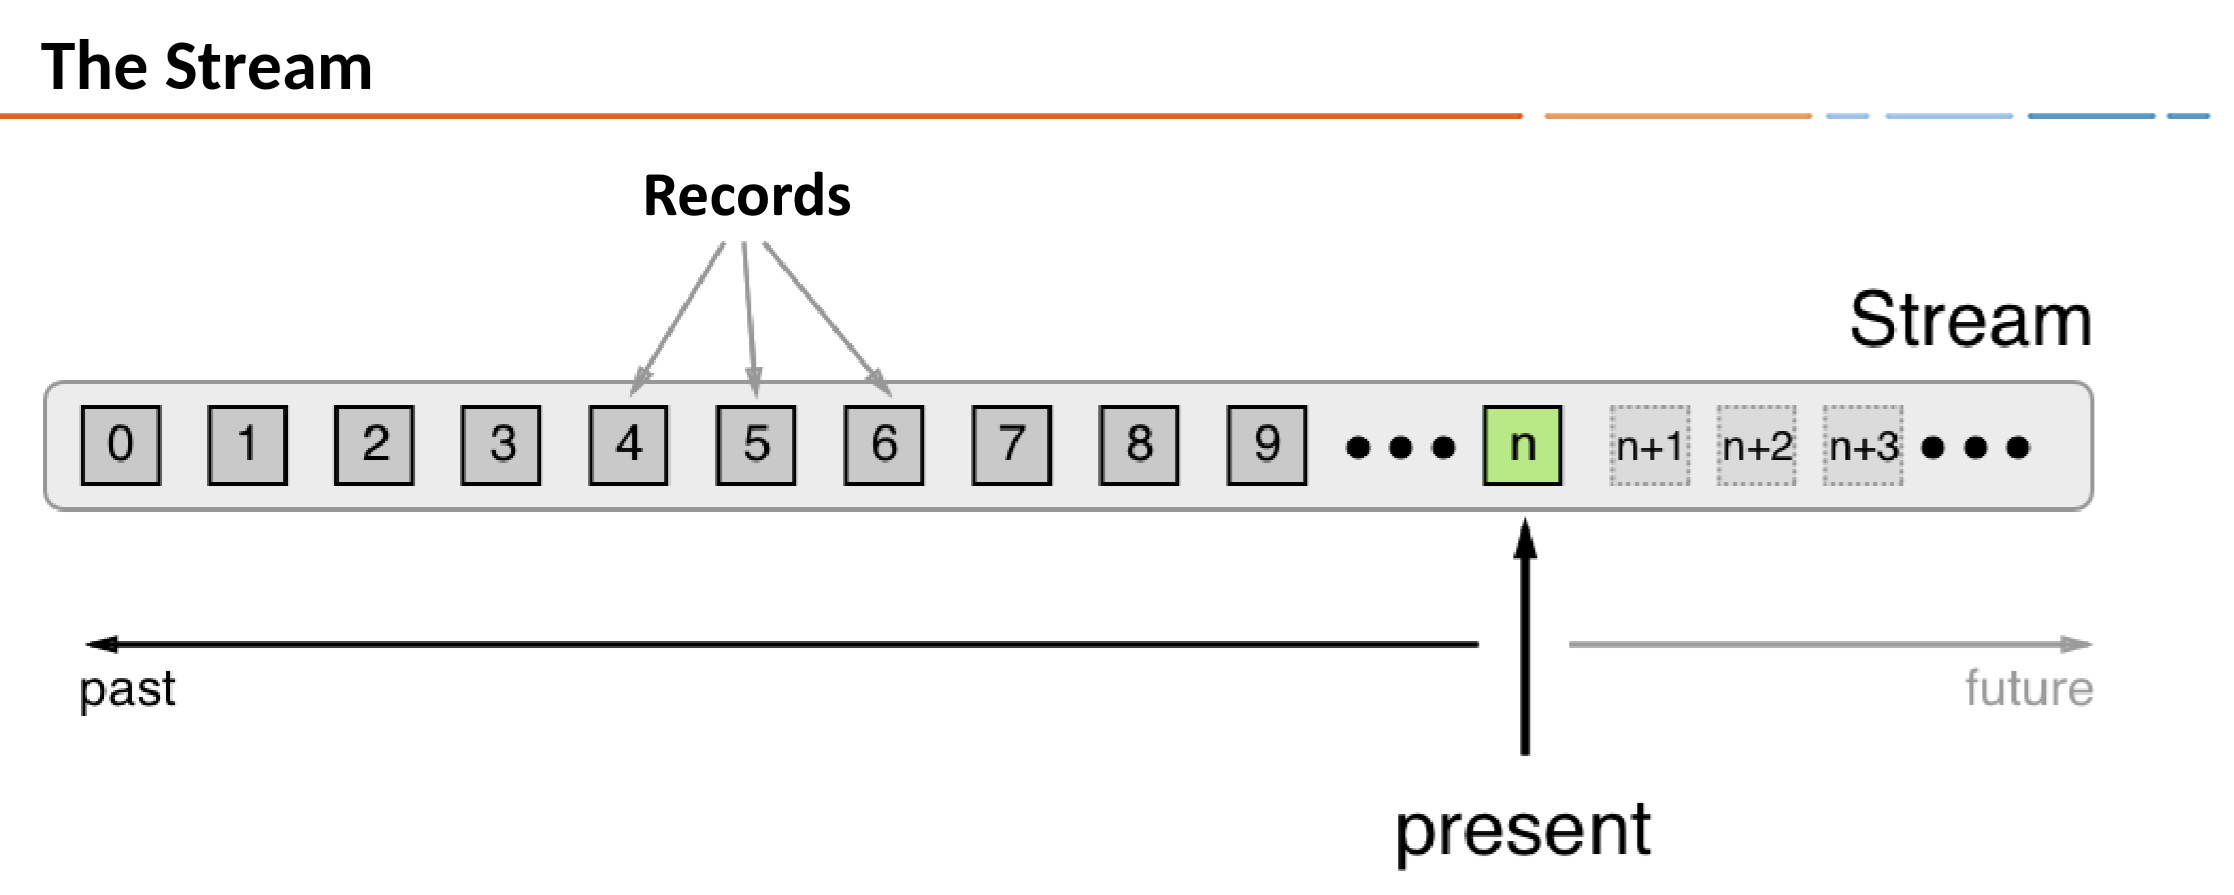 The Stream
Records
Stream
0 1 2 3 4 5 6 7 8 9 ••• n n+1 n+2 n+3 •••
past
future
present